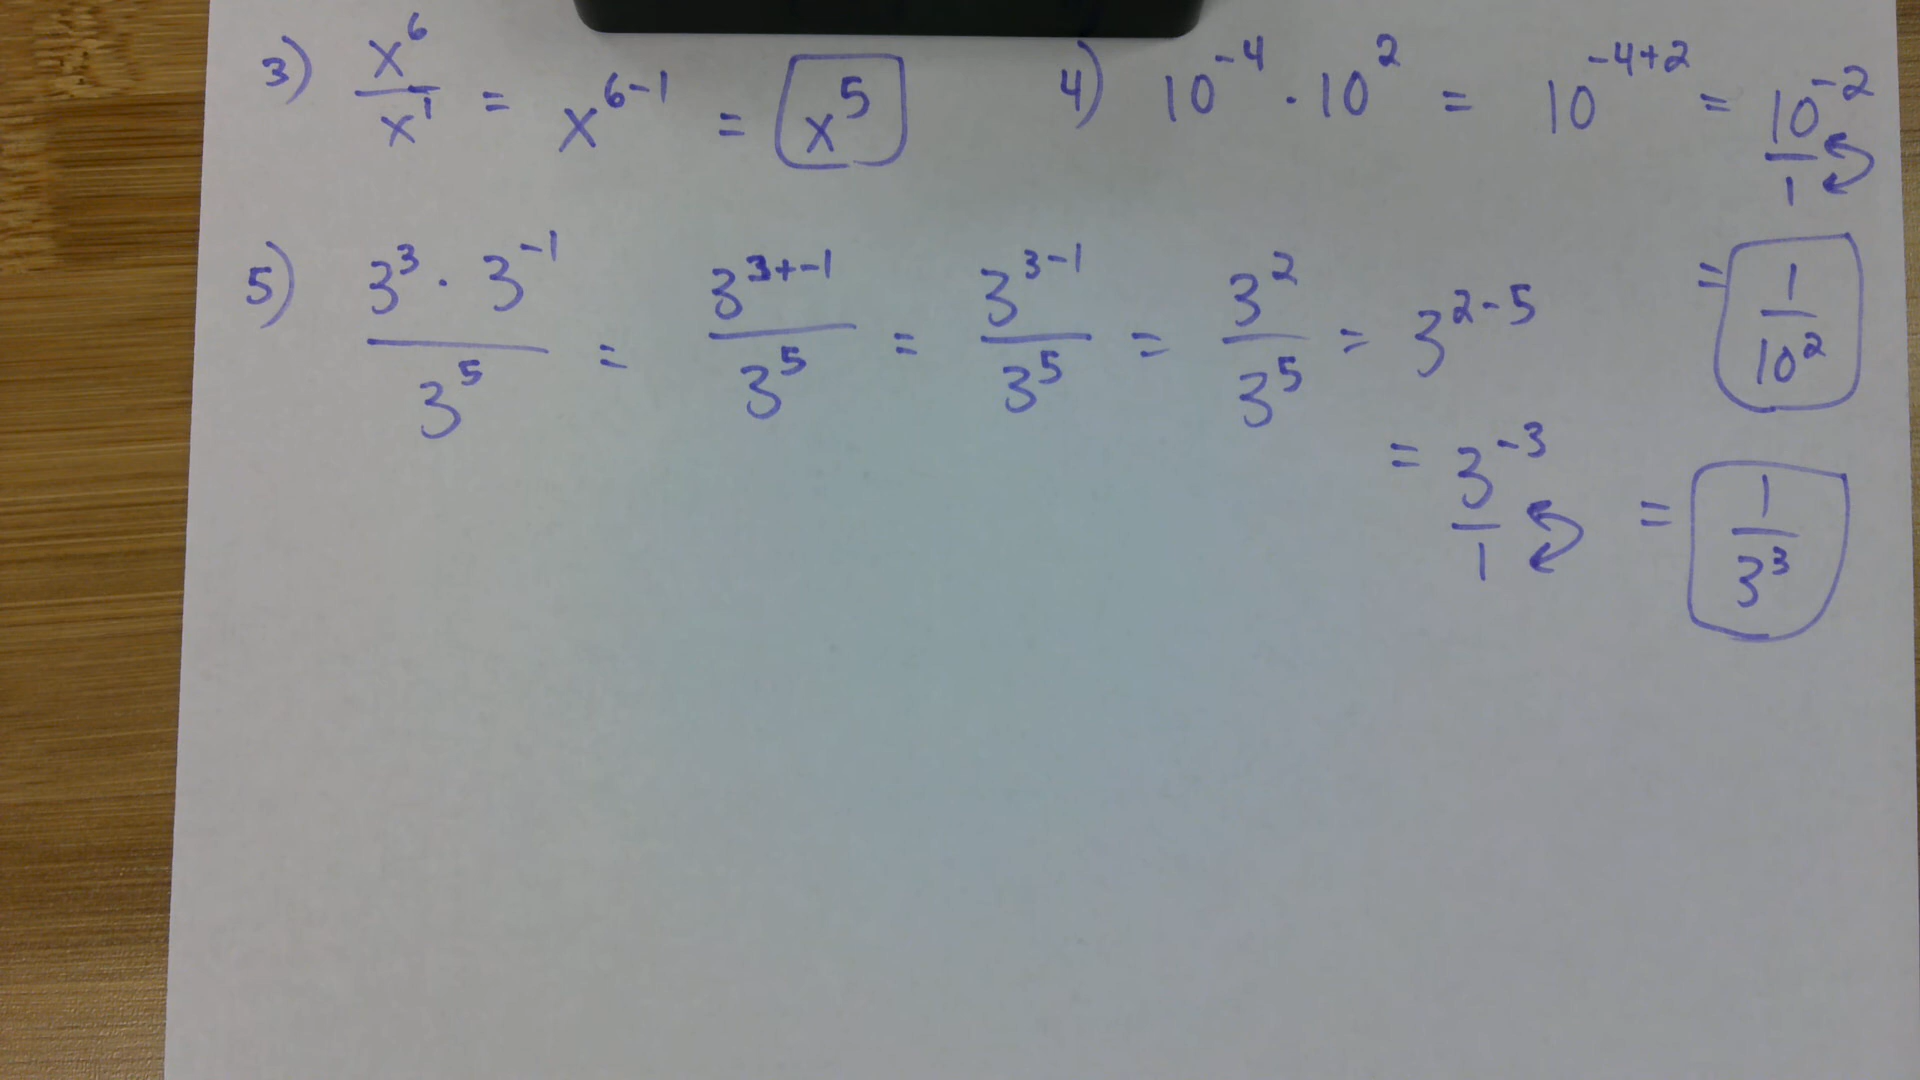 3) x^6/x^1 = x^(6-1) = x^5
4) 10^-4 · 10^2 = 10^(-4+2) = 10^-2/1
= 1/10^2
5) (3^3 · 3^-1)/3^5 = 3^(3+-1)/3^5 = 3^(3-1)/3^5 = 3^2/3^5 = 3^(2-5)
= 3^-3/1 = 1/3^3